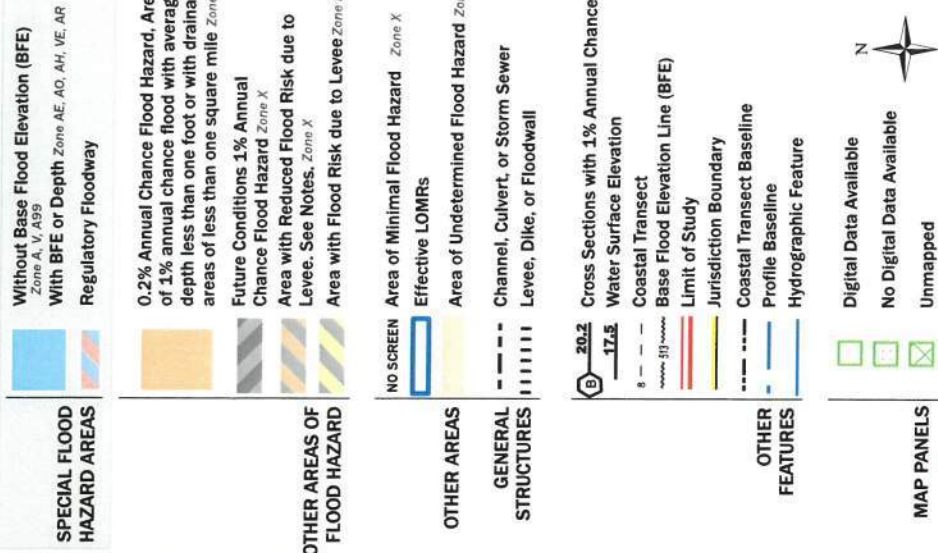 SPECIAL FLOOD
HAZARD AREAS
Without Base Flood Elevation (BFE)
Zone A, V, A99
With BFE or Depth Zone AE, AO, AH, VE, AR
Regulatory Floodway
OTHER AREAS OF
FLOOD HAZARD
0.2% Annual Chance Flood Hazard,
of 1% annual chance flood with
depth less than one foot or with
areas of less than one square mile Zone
Future Conditions 1% Annual
Chance Flood Hazard Zone X
Area with Reduced Flood Risk due to
Levee. See Notes. Zone X
Area with Flood Risk due to Levee Zone
OTHER AREAS
NO SCREEN
Area of Minimal Flood Hazard Zone X
Effective LOMRs
Area of Undetermined Flood Hazard
GENERAL
STRUCTURES
Channel, Culvert, or Storm Sewer
Levee, Dike, or Floodwall
OTHER
FEATURES
B 20.2
17.5
Cross Sections with 1% Annual Chance
Water Surface Elevation
8
Coastal Transect
513
Base Flood Elevation Line (BFE)
Limit of Study
Jurisdiction Boundary
Coastal Transect Baseline
Profile Baseline
Hydrographic Feature
MAP PANELS
Digital Data Available
No Digital Data Available
Unmapped
N